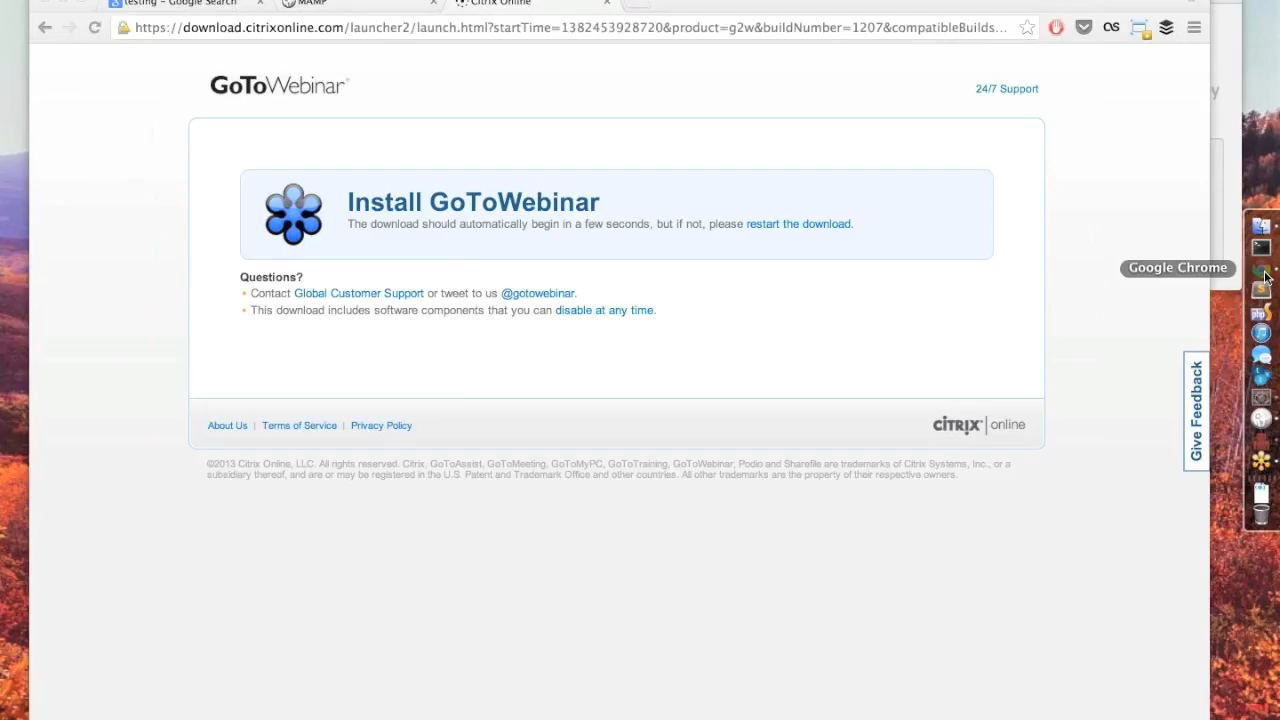 testing - Google Search
MAMP
Citrix Online
https://download.citrixonline.com/launcher2/launch.html?startTime=1382453928720&product=g2w&buildNumber=1207&compatibleBuilds...
GoToWebinar
24/7 Support
Install GoToWebinar
The download should automatically begin in a few seconds, but if not, please restart the download.
Google Chrome
Questions?
• Contact Global Customer Support or tweet to us @gotowebinar.
• This download includes software components that you can disable at any time.
php
Give Feedback
About Us | Terms of Service | Privacy Policy
CITRIX | online
©2013 Citrix Online, LLC. All rights reserved. Citrix, GoToAssist, GoToMeeting, GoToMyPC, GoToTraining, GoToWebinar, Podio and Sharefile are trademarks of Citrix Systems, Inc., or a
subsidiary thereof, and are or may be registered in the U.S. Patent and Trademark Office and other countries. All other trademarks are the property of their respective owners.